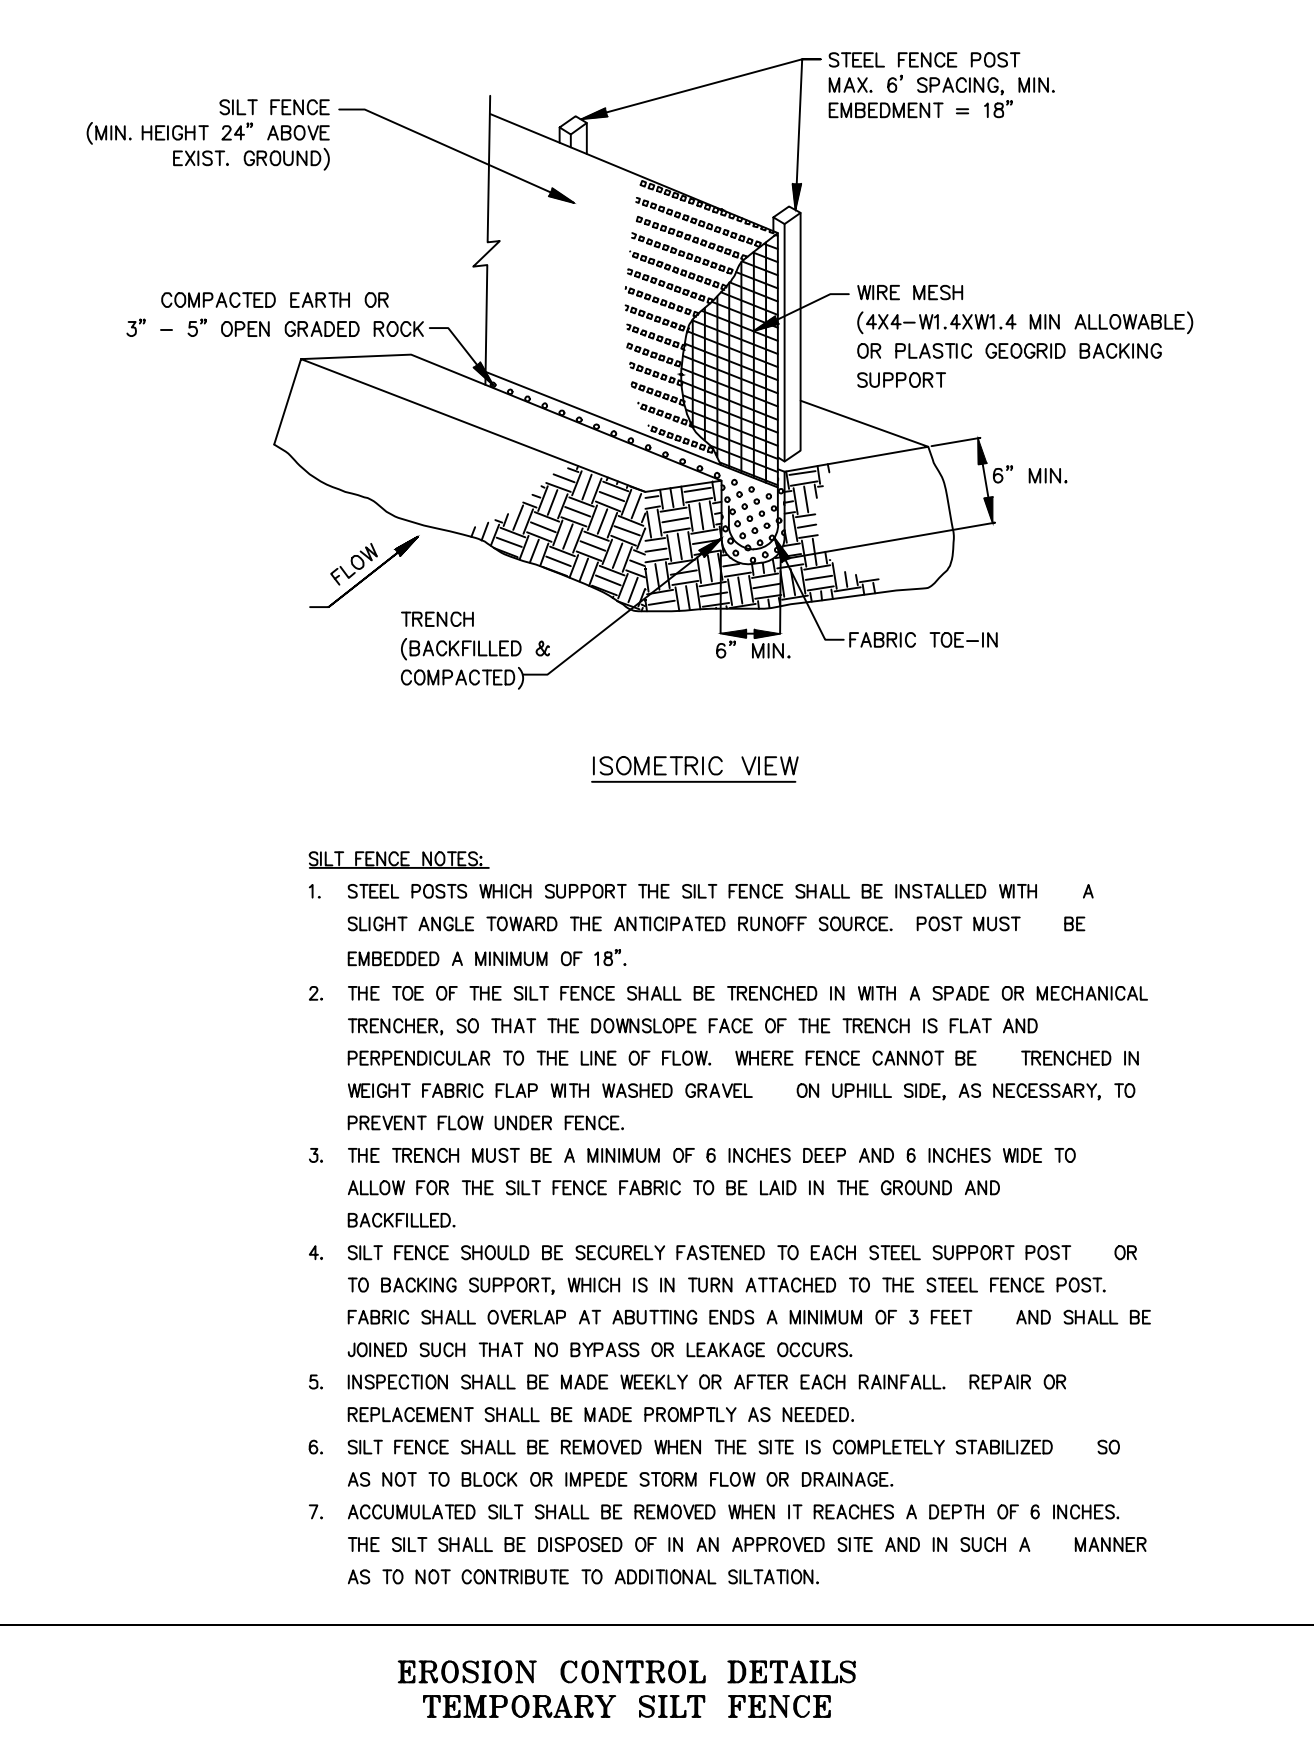 STEEL FENCE POST
MAX. 6' SPACING, MIN.
EMBEDMENT = 18"
SILT FENCE
(MIN. HEIGHT 24" ABOVE
EXIST. GROUND)
COMPACTED EARTH OR
3" - 5" OPEN GRADED ROCK
WIRE MESH
(4X4-W1.4XW1.4 MIN ALLOWABLE)
OR PLASTIC GEOGRID BACKING
SUPPORT
6" MIN.
FLOW
TRENCH
(BACKFILLED &
COMPACTED)
6" MIN.
FABRIC TOE-IN
ISOMETRIC VIEW
SILT FENCE NOTES:
1. STEEL POSTS WHICH SUPPORT THE SILT FENCE SHALL BE INSTALLED WITH A
SLIGHT ANGLE TOWARD THE ANTICIPATED RUNOFF SOURCE. POST MUST BE
EMBEDDED A MINIMUM OF 18".
2. THE TOE OF THE SILT FENCE SHALL BE TRENCHED IN WITH A SPADE OR MECHANICAL
TRENCHER, SO THAT THE DOWNSLOPE FACE OF THE TRENCH IS FLAT AND
PERPENDICULAR TO THE LINE OF FLOW. WHERE FENCE CANNOT BE TRENCHED IN
WEIGHT FABRIC FLAP WITH WASHED GRAVEL ON UPHILL SIDE, AS NECESSARY, TO
PREVENT FLOW UNDER FENCE.
3. THE TRENCH MUST BE A MINIMUM OF 6 INCHES DEEP AND 6 INCHES WIDE TO
ALLOW FOR THE SILT FENCE FABRIC TO BE LAID IN THE GROUND AND
BACKFILLED.
4. SILT FENCE SHOULD BE SECURELY FASTENED TO EACH STEEL SUPPORT POST OR
TO BACKING SUPPORT, WHICH IS IN TURN ATTACHED TO THE STEEL FENCE POST.
FABRIC SHALL OVERLAP AT ABUTTING ENDS A MINIMUM OF 3 FEET AND SHALL BE
JOINED SUCH THAT NO BYPASS OR LEAKAGE OCCURS.
5. INSPECTION SHALL BE MADE WEEKLY OR AFTER EACH RAINFALL. REPAIR OR
REPLACEMENT SHALL BE MADE PROMPTLY AS NEEDED.
6. SILT FENCE SHALL BE REMOVED WHEN THE SITE IS COMPLETELY STABILIZED SO
AS NOT TO BLOCK OR IMPEDE STORM FLOW OR DRAINAGE.
7. ACCUMULATED SILT SHALL BE REMOVED WHEN IT REACHES A DEPTH OF 6 INCHES.
THE SILT SHALL BE DISPOSED OF IN AN APPROVED SITE AND IN SUCH A MANNER
AS TO NOT CONTRIBUTE TO ADDITIONAL SILTATION.
EROSION CONTROL DETAILS
TEMPORARY SILT FENCE